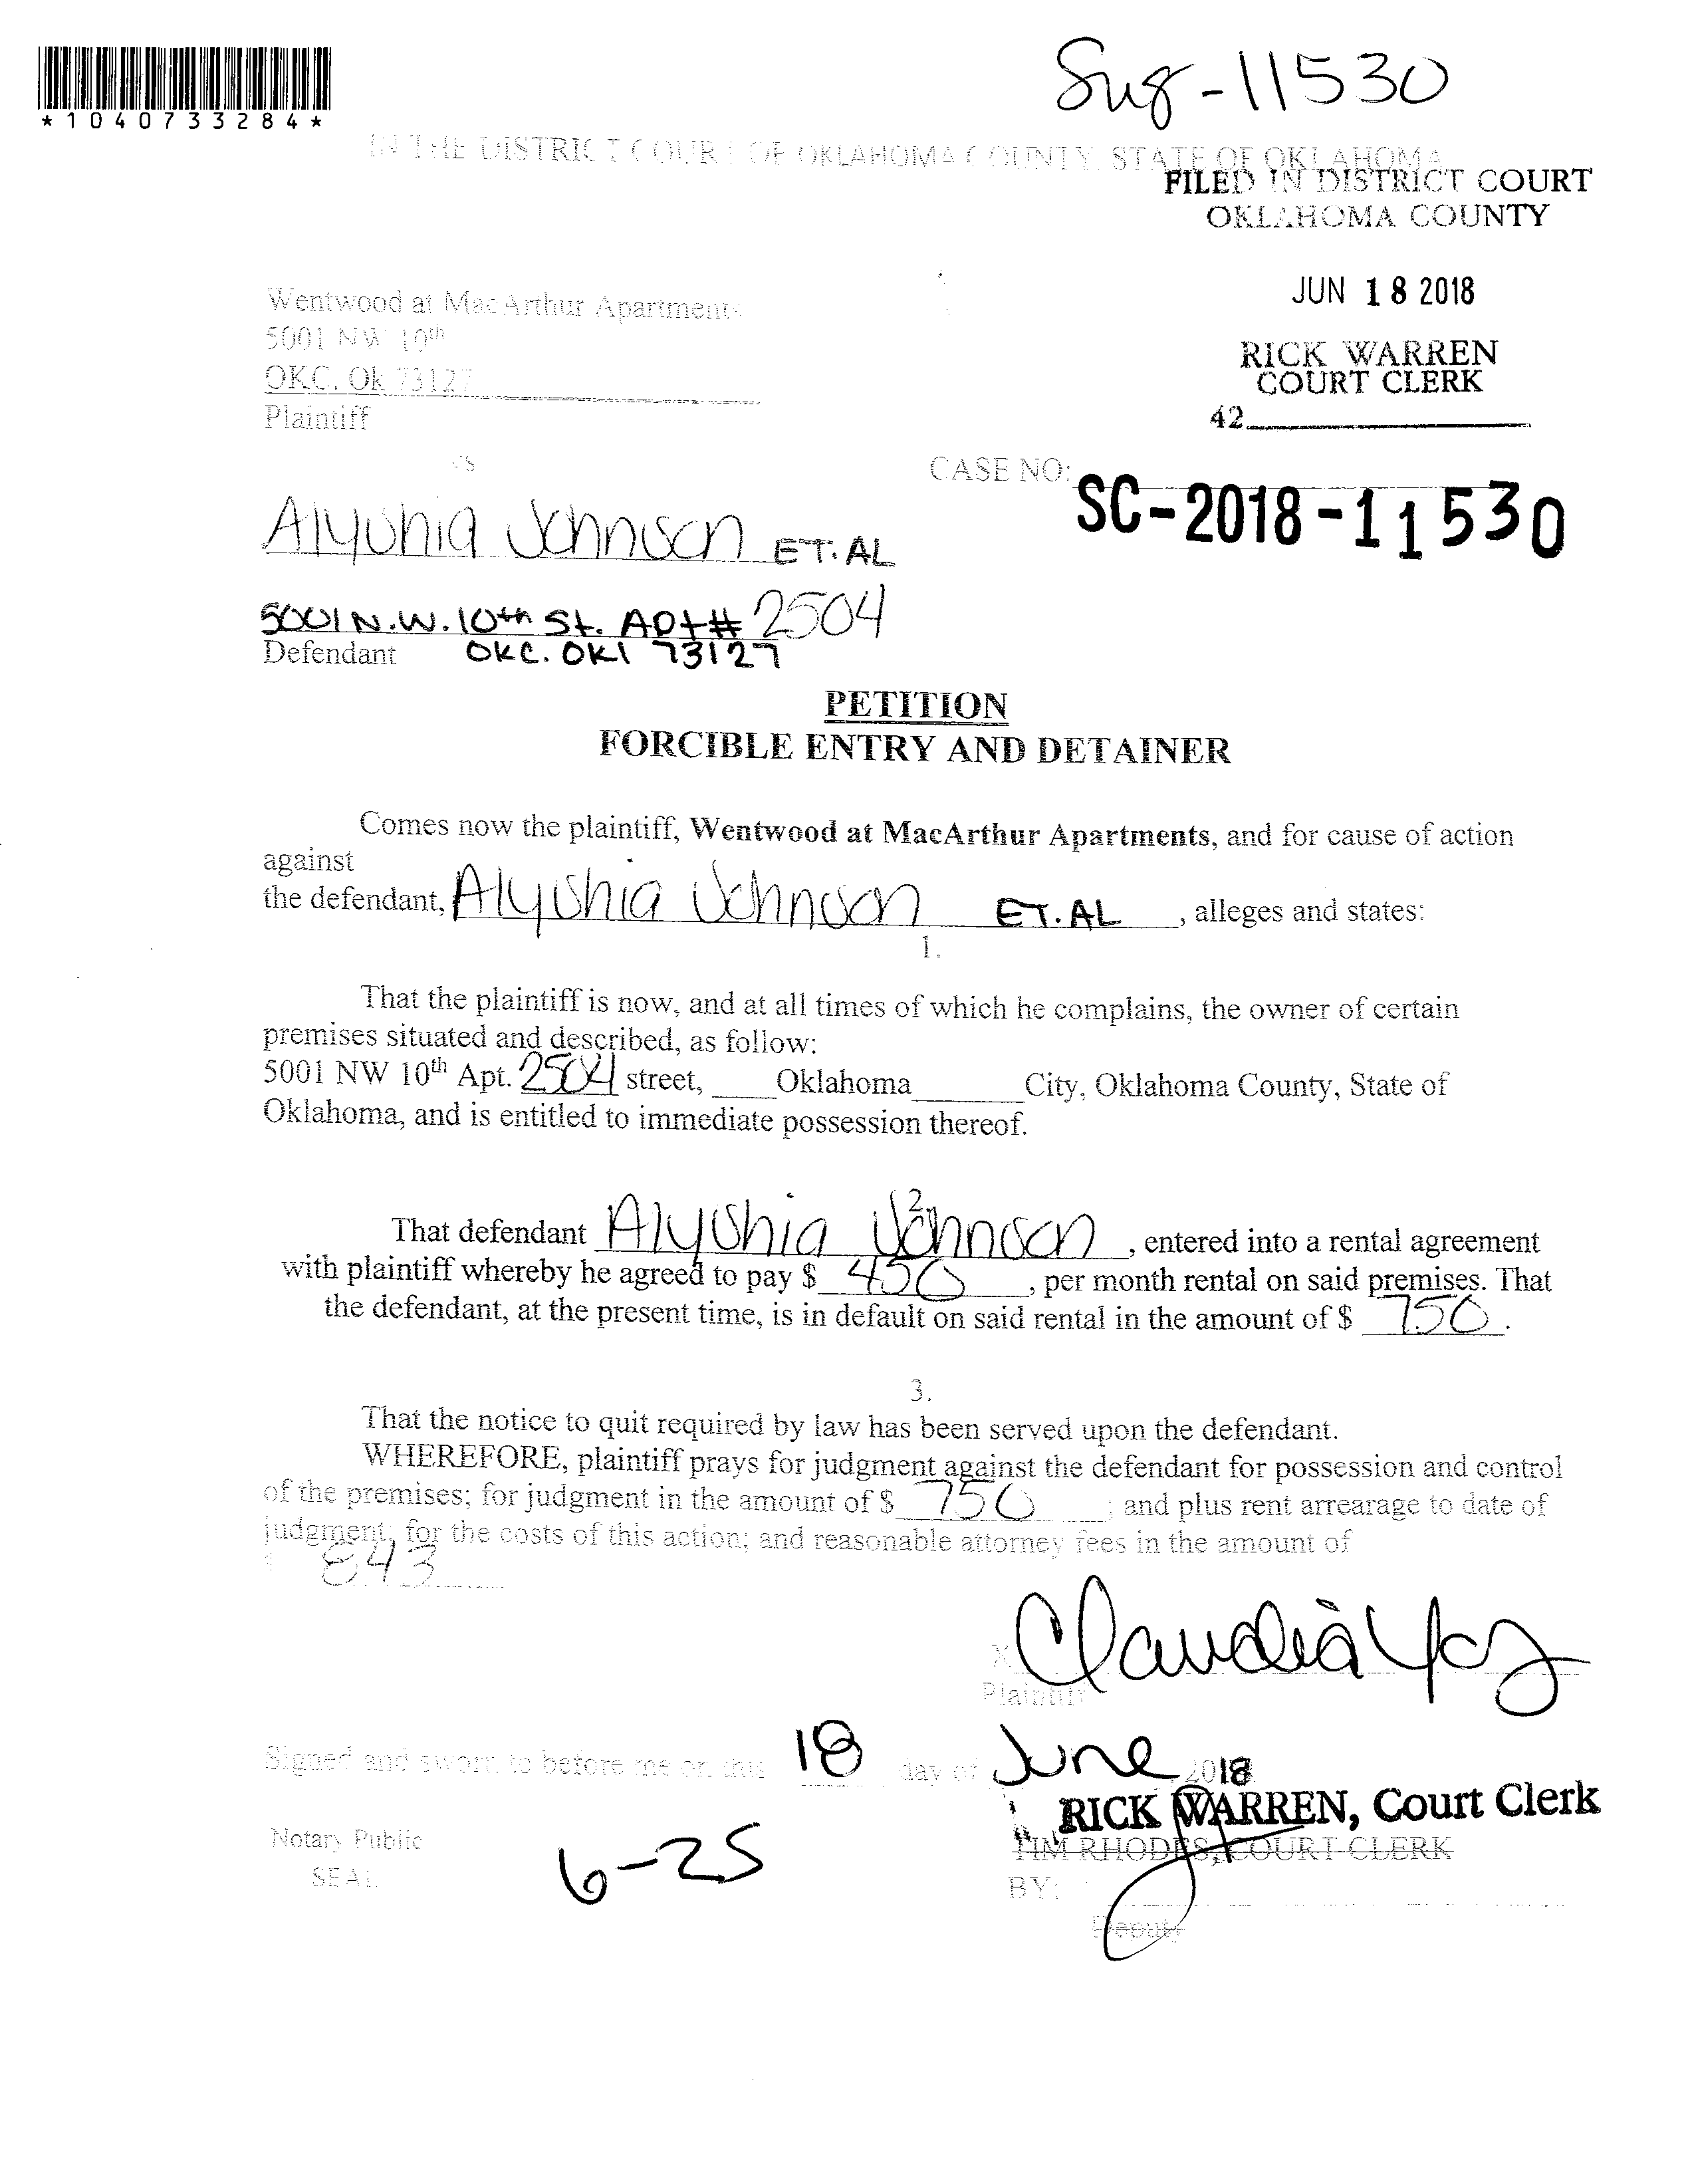 *1040733284*
-11530
IN THE DISTRICT COURT OF OKLAHOMA COUNTY, STATE OF OKLAHOMA
FILED IN DISTRICT COURT
OKLAHOMA COUNTY
JUN 18 2018
RICK WARREN
COURT CLERK
42
Wentwood at MacArthur Apartments
5001 NW 10th
OKC, Ok 73127
Plaintiff
vs
CASE NO: SC-2018-11530
Alyshia Johnson ET.AL
5001 N.W. 10th St. Apt# 2504
Defendant OKC. OKl 73127
PETITION
FORCIBLE ENTRY AND DETAINER
Comes now the plaintiff, Wentwood at MacArthur Apartments, and for cause of action
against
the defendant, Alyshia Johnson ET.AL , alleges and states:
1.
That the plaintiff is now, and at all times of which he complains, the owner of certain
premises situated and described, as follow:
5001 NW 10th Apt. 2504 street, Oklahoma City, Oklahoma County, State of
Oklahoma, and is entitled to immediate possession thereof.
2.
That defendant Alyshia Johnson , entered into a rental agreement
with plaintiff whereby he agreed to pay $ 450 , per month rental on said premises. That
the defendant, at the present time, is in default on said rental in the amount of $ 750 .
3.
That the notice to quit required by law has been served upon the defendant.
WHEREFORE, plaintiff prays for judgment against the defendant for possession and control
of the premises; for judgment in the amount of $ 750 ; and plus rent arrearage to date of
judgment; for the costs of this action; and reasonable attorney fees in the amount of
$ 843
X Claudia
Plaintiff
Signed and sworn to before me on this 18 day of June, 2018
RICK WARREN, Court Clerk
TIM RHODES, COURT CLERK
Notary Public
SEAL
6-25
BY:
Deputy